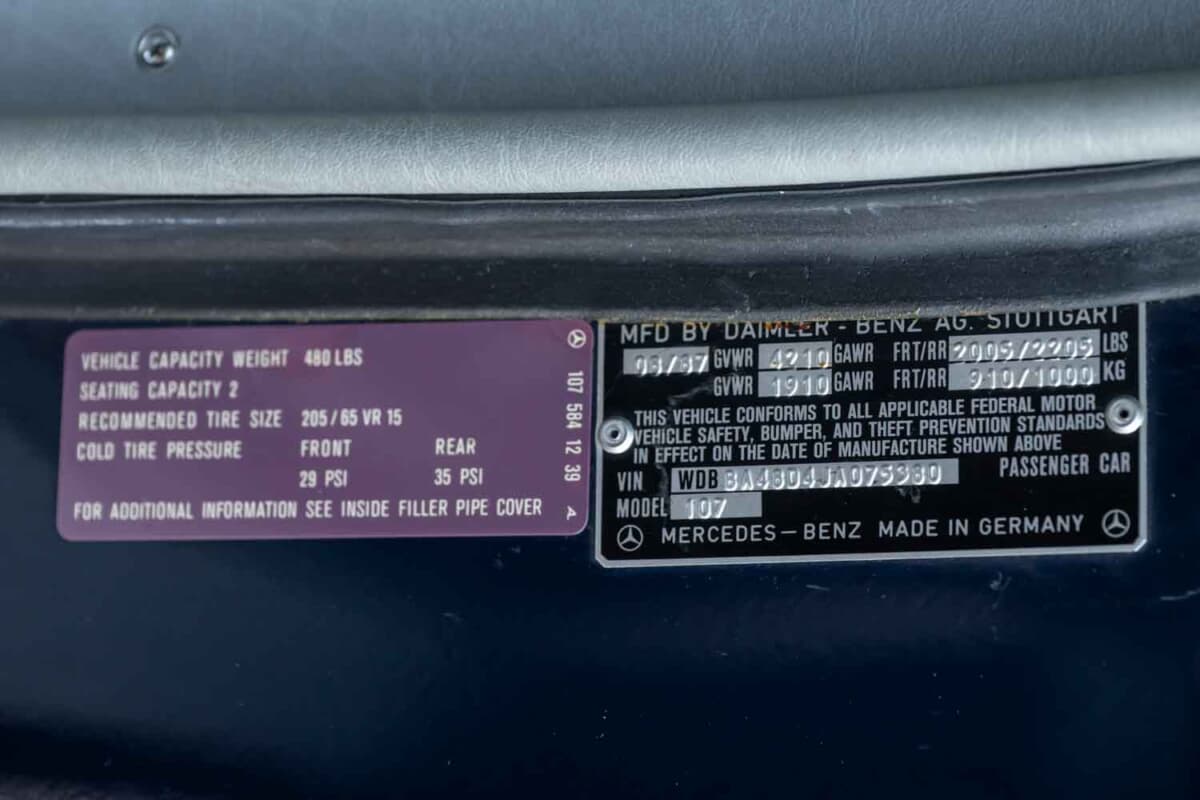 VEHICLE CAPACITY WEIGHT 480 LBS
SEATING CAPACITY 2
RECOMMENDED TIRE SIZE 205/65 VR 15
COLD TIRE PRESSURE FRONT REAR
29 PSI 35 PSI
FOR ADDITIONAL INFORMATION SEE INSIDE FILLER PIPE COVER
107 584 12 39 A
MFD BY DAIMLER - BENZ AG. STUTTGART
08/87 GVWR 4210 GAWR FRT/RR 2005/2205 LBS
GVWR 1910 GAWR FRT/RR 910/1000 KG
THIS VEHICLE CONFORMS TO ALL APPLICABLE FEDERAL MOTOR
VEHICLE SAFETY, BUMPER, AND THEFT PREVENTION STANDARDS
IN EFFECT ON THE DATE OF MANUFACTURE SHOWN ABOVE
VIN WDBBA48D4JA075380 PASSENGER CAR
MODEL 107
MERCEDES-BENZ MADE IN GERMANY